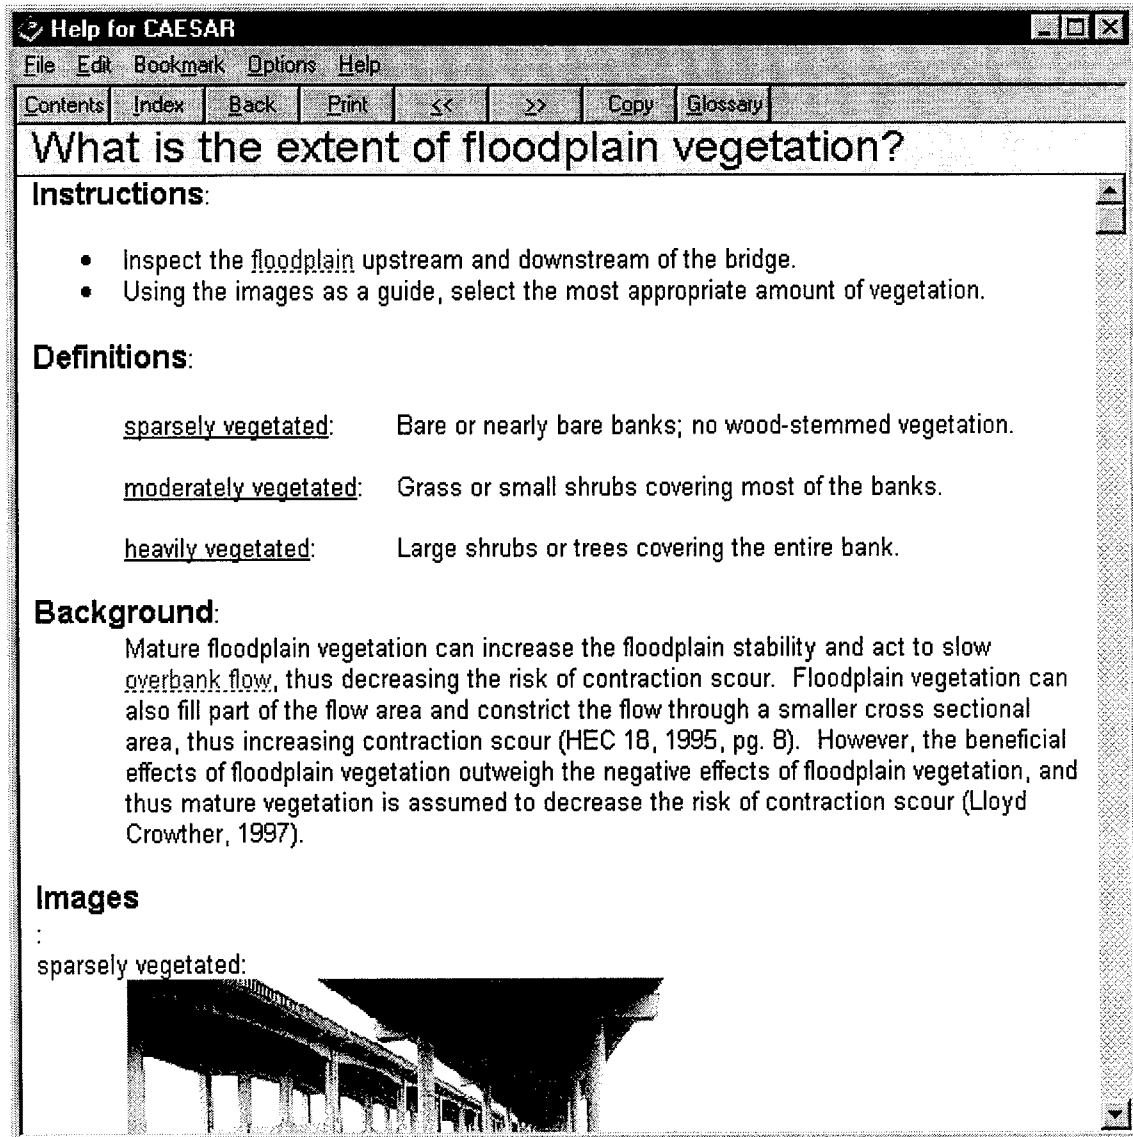 Help for CAESAR
File Edit Bookmark Options Help
Contents Index Back Print << >> Copy Glossary
What is the extent of floodplain vegetation?
Instructions:
• Inspect the floodplain upstream and downstream of the bridge.
• Using the images as a guide, select the most appropriate amount of vegetation.
Definitions:
sparsely vegetated: Bare or nearly bare banks; no wood-stemmed vegetation.
moderately vegetated: Grass or small shrubs covering most of the banks.
heavily vegetated: Large shrubs or trees covering the entire bank.
Background:
Mature floodplain vegetation can increase the floodplain stability and act to slow
overbank flow, thus decreasing the risk of contraction scour. Floodplain vegetation can
also fill part of the flow area and constrict the flow through a smaller cross sectional
area, thus increasing contraction scour (HEC 18, 1995, pg. 8). However, the beneficial
effects of floodplain vegetation outweigh the negative effects of floodplain vegetation, and
thus mature vegetation is assumed to decrease the risk of contraction scour (Lloyd
Crowther, 1997).
Images
:
sparsely vegetated: